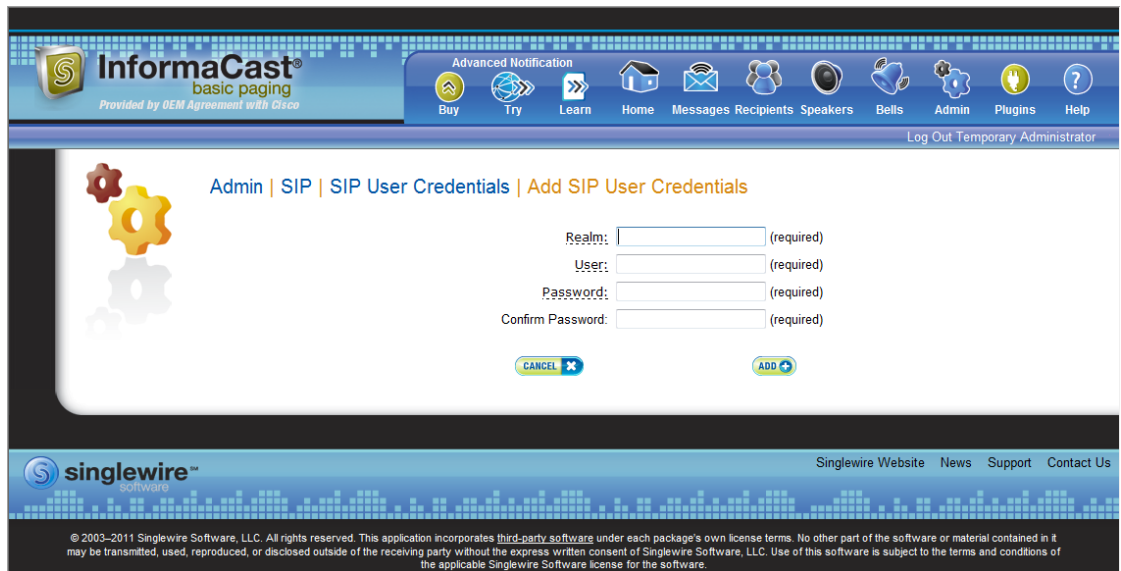 InformaCast®
basic paging
Provided by OEM Agreement with Cisco
Advanced Notification
Buy Try Learn Home Messages Recipients Speakers Bells Admin Plugins Help
Log Out Temporary Administrator
Admin | SIP | SIP User Credentials | Add SIP User Credentials
Realm: (required)
User: (required)
Password: (required)
Confirm Password: (required)
CANCEL ADD
singlewire℠
software
Singlewire Website News Support Contact Us
© 2003–2011 Singlewire Software, LLC. All rights reserved. This application incorporates third-party software under each package's own license terms. No other part of the software or material contained in it
may be transmitted, used, reproduced, or disclosed outside of the receiving party without the express written consent of Singlewire Software, LLC. Use of this software is subject to the terms and conditions of
the applicable Singlewire Software license for the software.